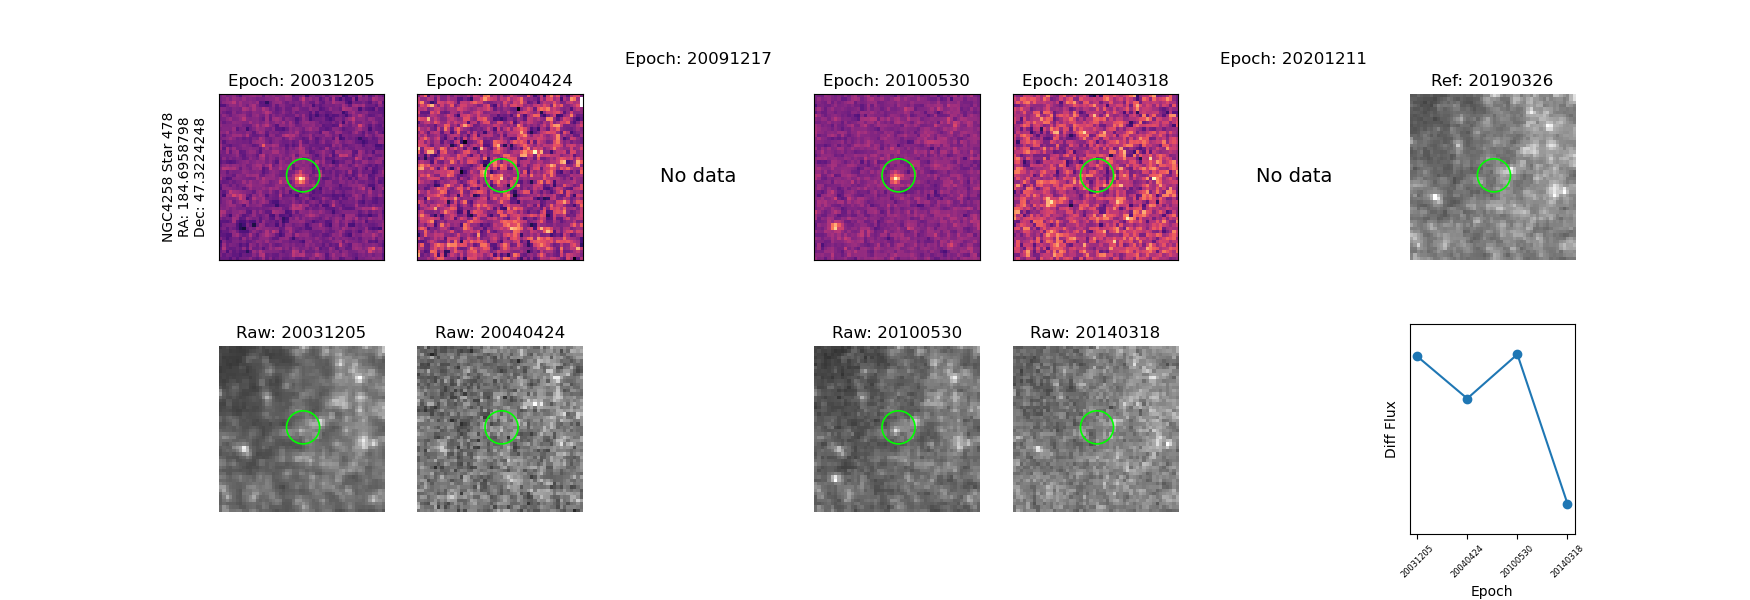 Epoch: 20091217
Epoch: 20201211
Epoch: 20031205
Epoch: 20040424
Epoch: 20100530
Epoch: 20140318
Ref: 20190326
NGC4258 Star 478
RA: 184.6958798
Dec: 47.3224248
No data
No data
Raw: 20031205
Raw: 20040424
Raw: 20100530
Raw: 20140318
Diff Flux
20031205
20040424
20100530
20140318
Epoch